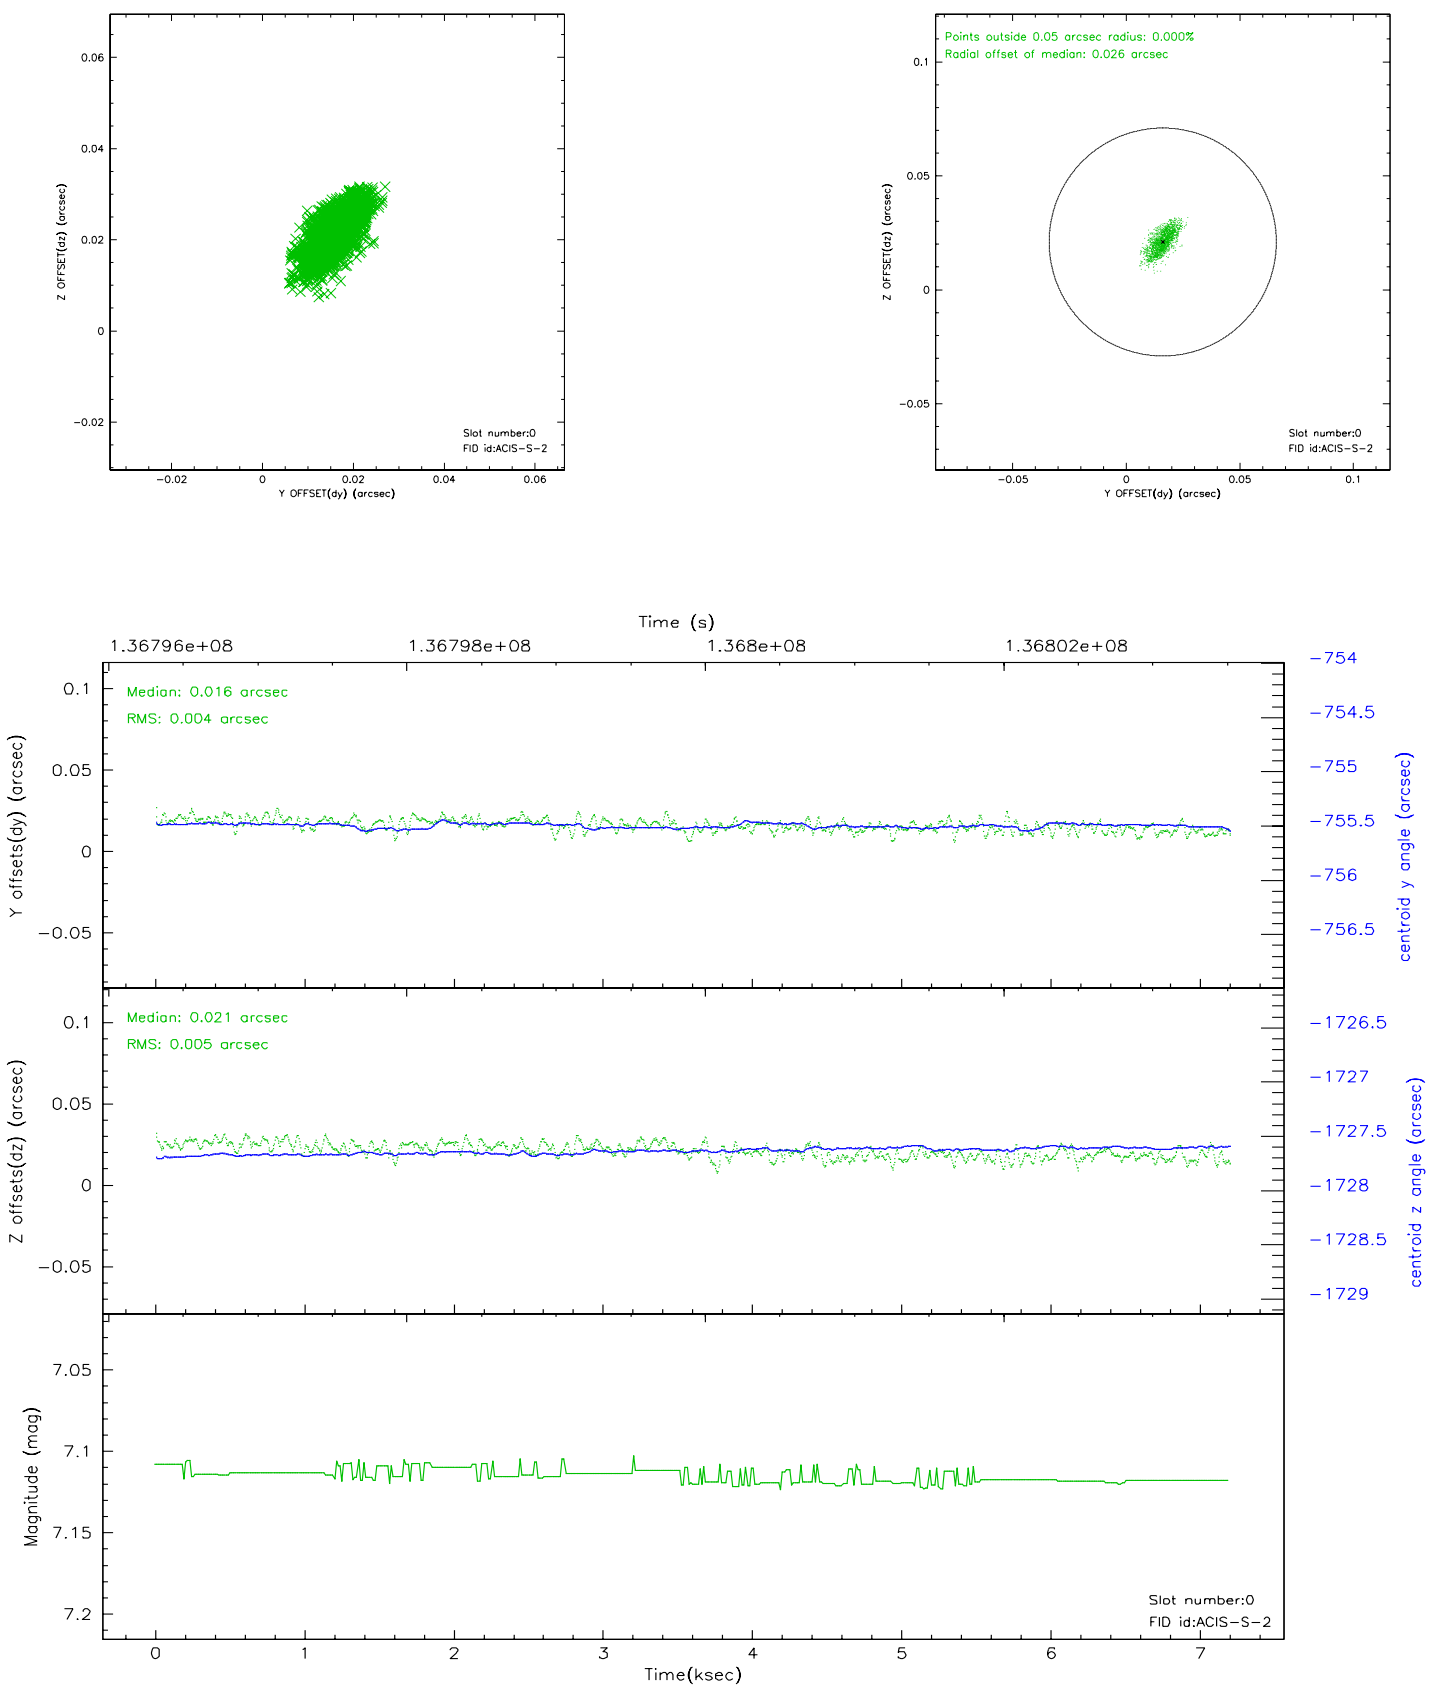 0.06
0.04
0.02
0
−0.02
Z OFFSET(dz) (arcsec)
Slot number:0
FID id:ACIS−S−2
−0.02 0 0.02 0.04 0.06
Y OFFSET(dy) (arcsec)
Points outside 0.05 arcsec radius: 0.000%
Radial offset of median: 0.026 arcsec
0.1
0.05
0
−0.05
Z OFFSET(dz) (arcsec)
Slot number:0
FID id:ACIS−S−2
−0.05 0 0.05 0.1
Y OFFSET(dy) (arcsec)
Time (s)
1.36796e+08 1.36798e+08 1.368e+08 1.36802e+08
Median: 0.016 arcsec
RMS: 0.004 arcsec
0.1
0.05
0
−0.05
Y offsets(dy) (arcsec)
−754
−754.5
−755
−755.5
−756
−756.5
centroid y angle (arcsec)
Median: 0.021 arcsec
RMS: 0.005 arcsec
0.1
0.05
0
−0.05
Z offsets(dz) (arcsec)
−1726.5
−1727
−1727.5
−1728
−1728.5
−1729
centroid z angle (arcsec)
7.05
7.1
7.15
7.2
Magnitude (mag)
Slot number:0
FID id:ACIS−S−2
0 1 2 3 4 5 6 7
Time(ksec)